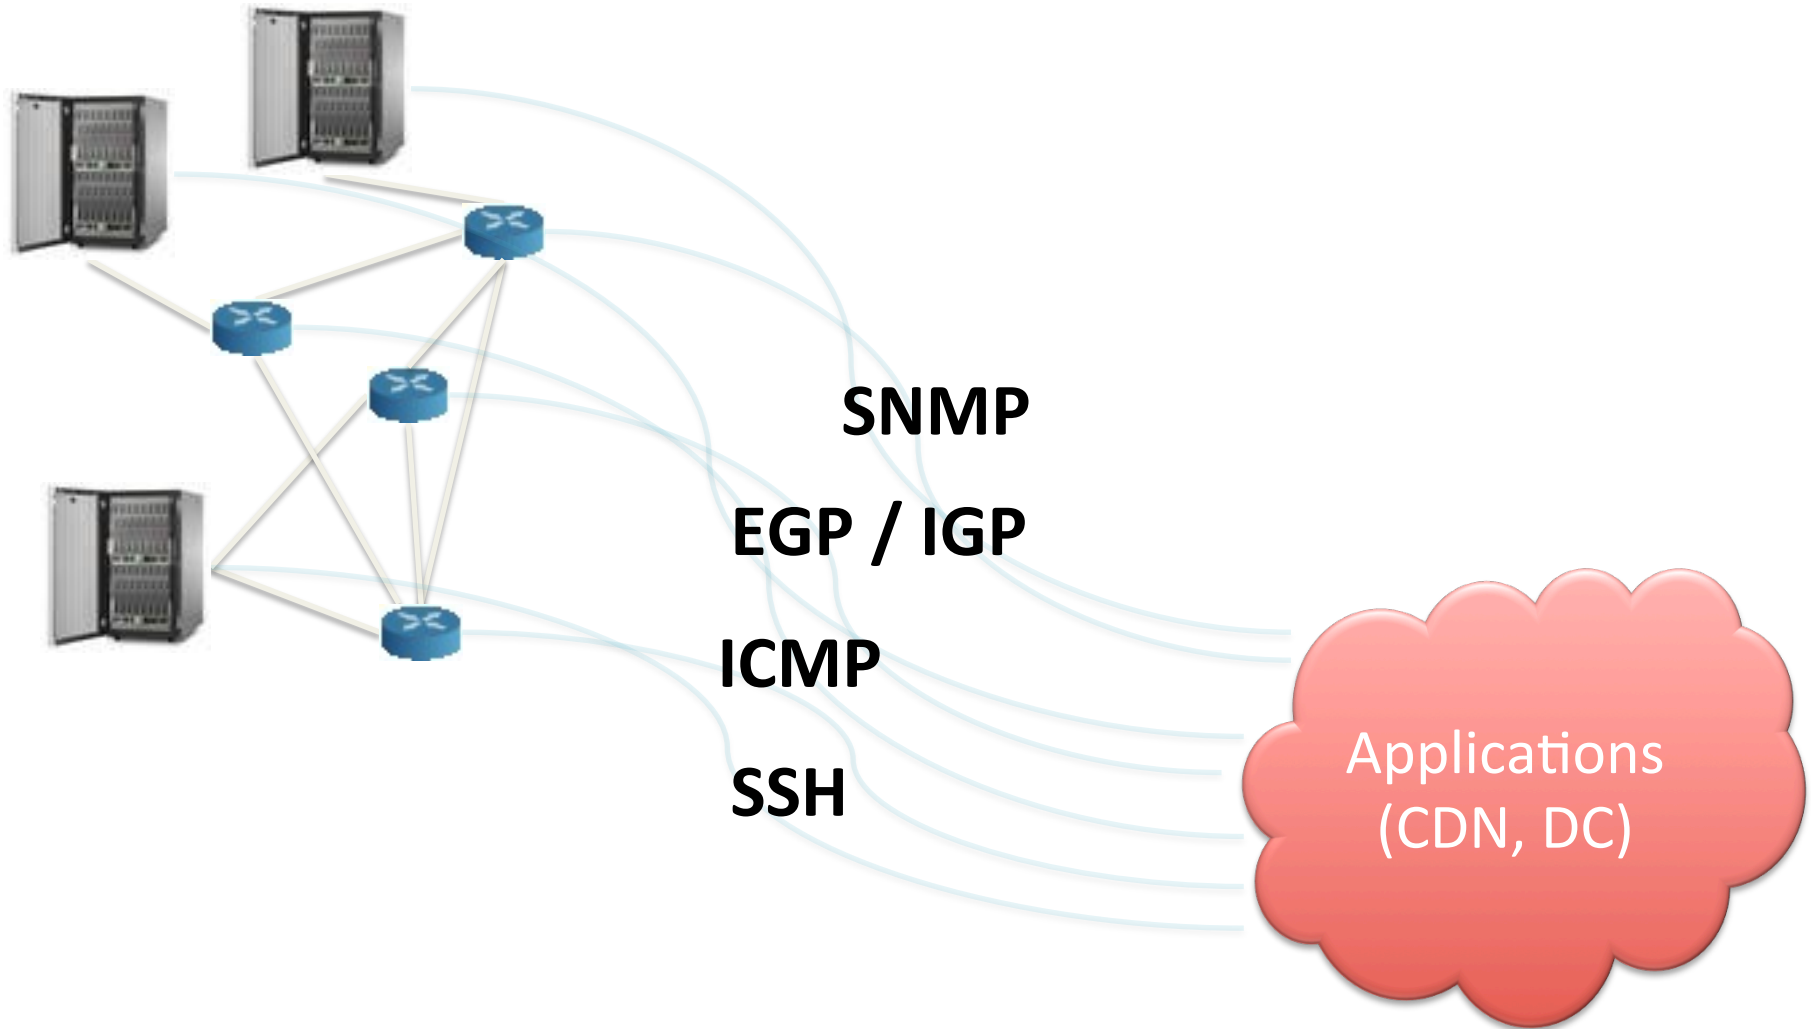 SNMP
EGP / IGP
ICMP
SSH
Applications
(CDN, DC)